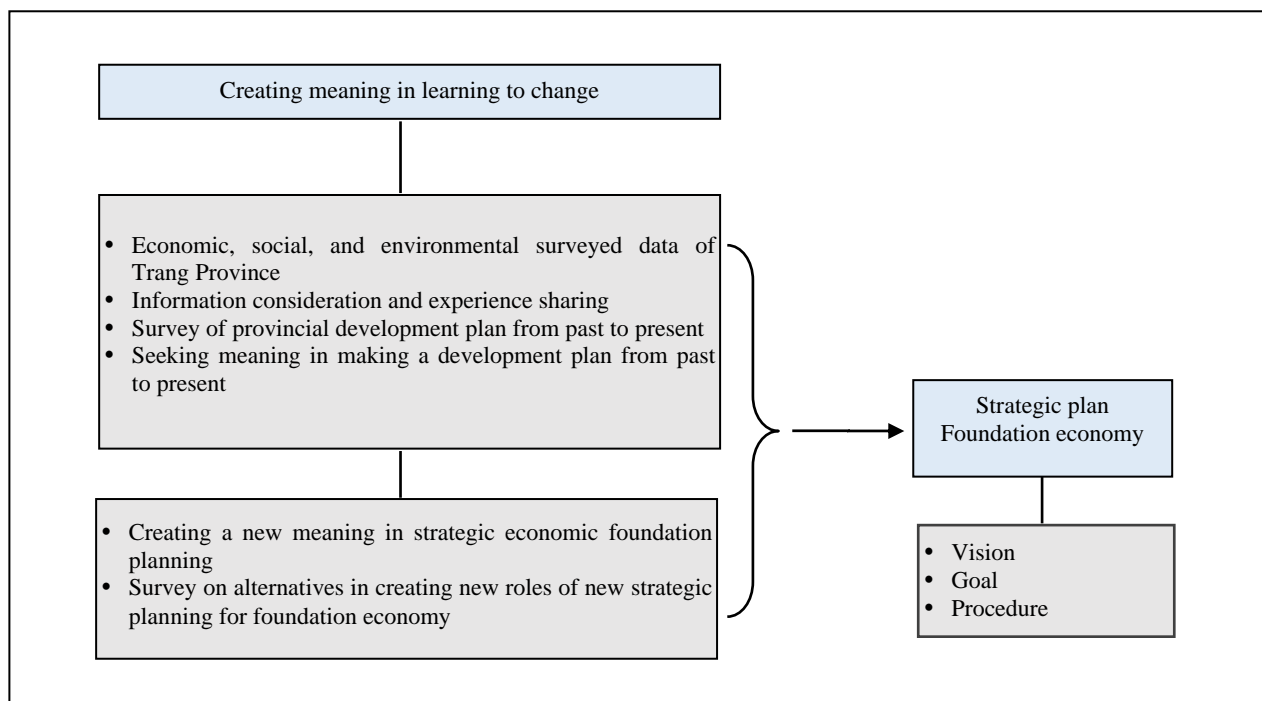 Creating meaning in learning to change
• Economic, social, and environmental surveyed data of
Trang Province
• Information consideration and experience sharing
• Survey of provincial development plan from past to present
• Seeking meaning in making a development plan from past
to present
• Creating a new meaning in strategic economic foundation
planning
• Survey on alternatives in creating new roles of new strategic
planning for foundation economy
Strategic plan
Foundation economy
• Vision
• Goal
• Procedure